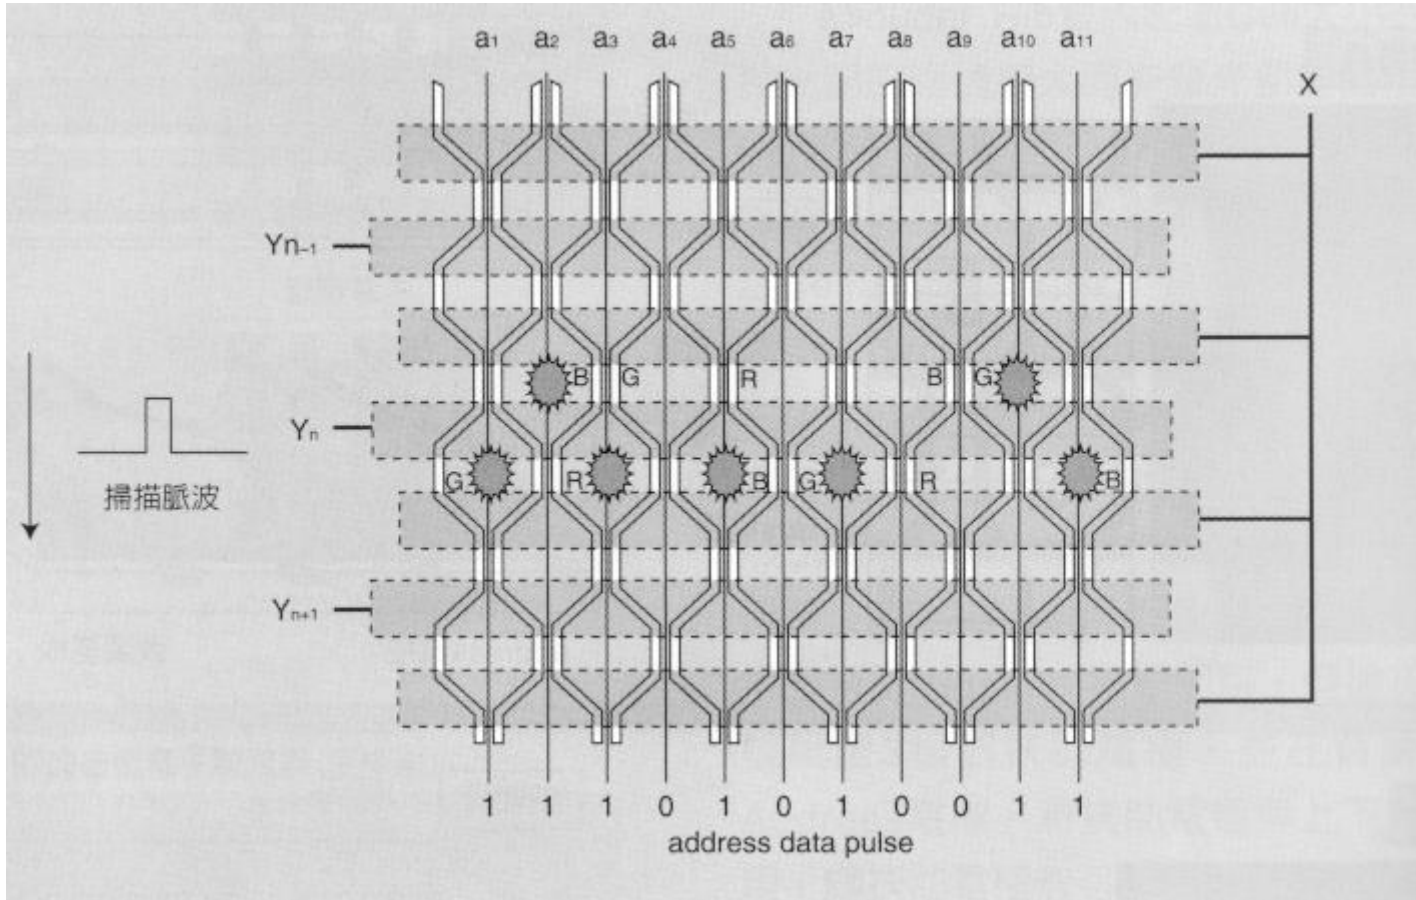 a1 a2 a3 a4 a5 a6 a7 a8 a9 a10 a11
X
Yn-1
B G R B G
Yn
G R B G R B
掃描脈波
Yn+1
1 1 1 0 1 0 1 0 0 1 1
address data pulse